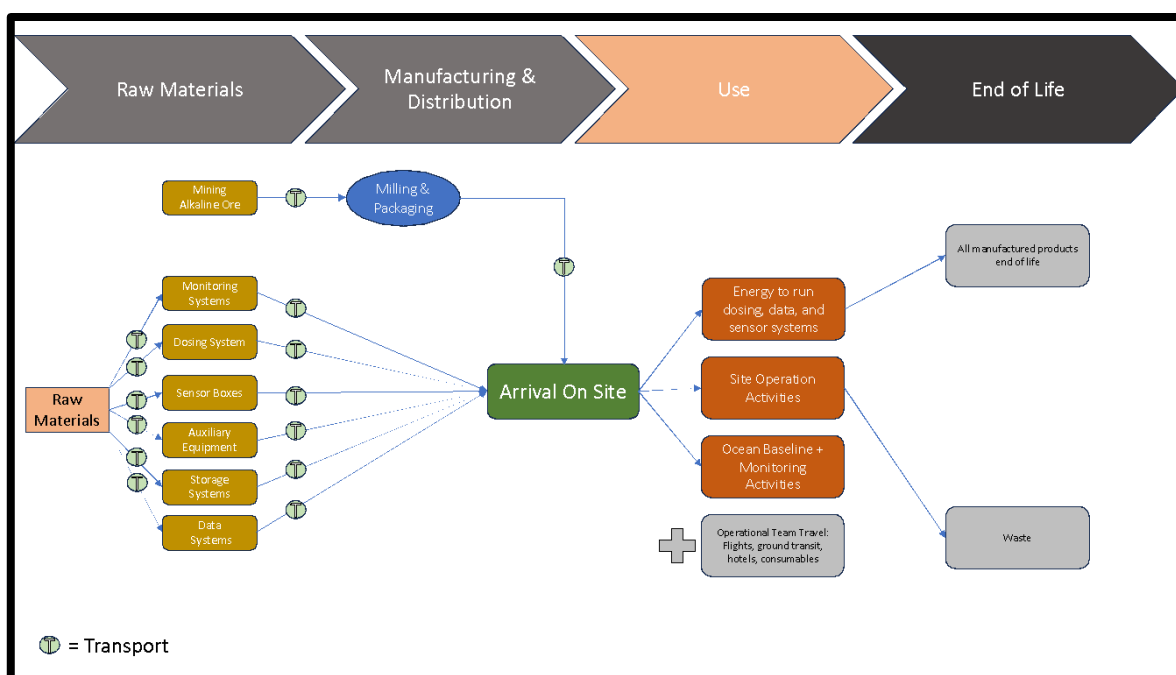 Raw Materials
Manufacturing &
Distribution
Use
End of Life
Mining
Alkaline Ore
T
Milling &
Packaging
T
All manufactured products
end of life
Monitoring
Systems
T
Energy to run
dosing, data, and
sensor systems
T
Dosing System
T
T
Raw
Materials
T
Sensor Boxes
T
Arrival On Site
Site Operation
Activities
T
Auxiliary
Equipment
T
Ocean Baseline +
Monitoring
Activities
T
Storage
Systems
T
T
Data
Systems
T
Operational Team Travel:
Flights, ground transit,
hotels, consumables
Waste
T = Transport